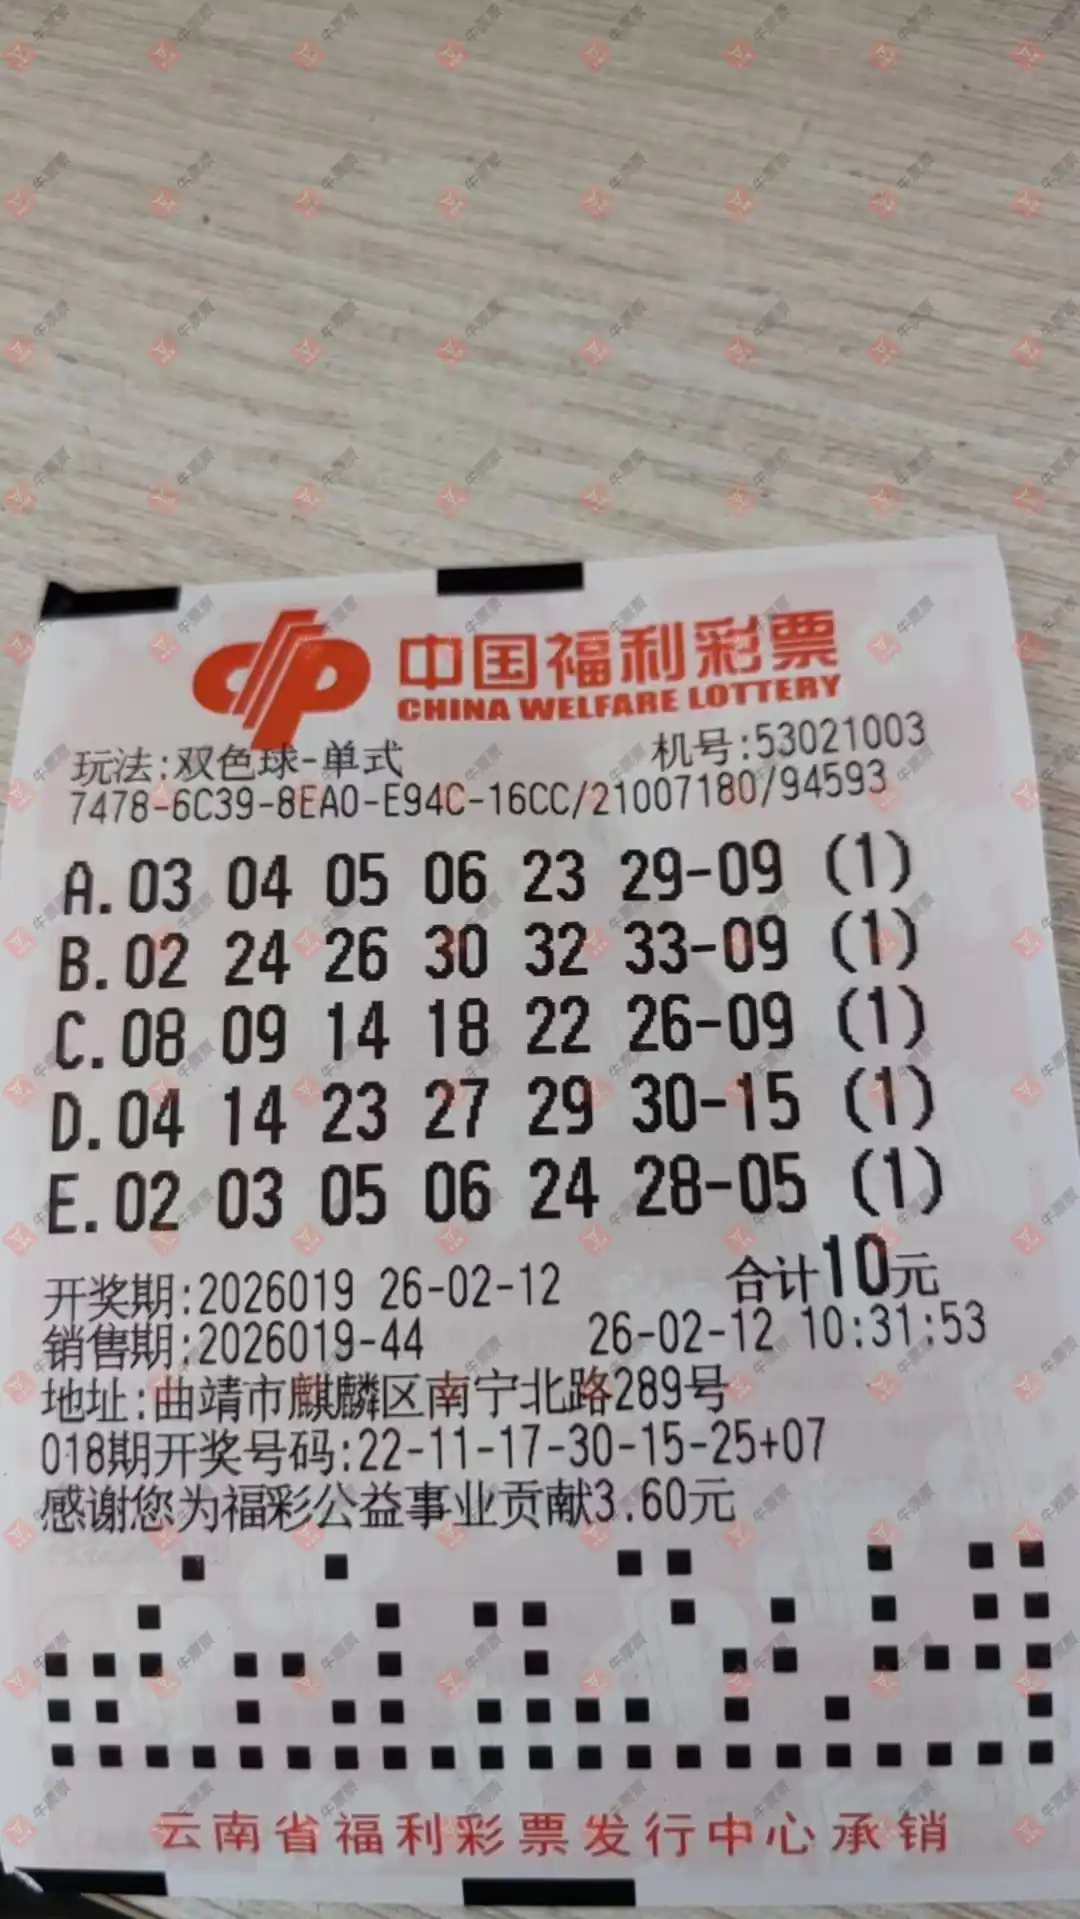 中国福利彩票
CHINA WELFARE LOTTERY
玩法:双色球-单式 机号:53021003
7478-6C39-8EA0-E94C-16CC/21007180/94593
A.03 04 05 06 23 29-09 (1)
B.02 24 26 30 32 33-09 (1)
C.08 09 14 18 22 26-09 (1)
D.04 14 23 27 29 30-15 (1)
E.02 03 05 06 24 28-05 (1)
开奖期:2026019 26-02-12 合计10元
销售期:2026019-44 26-02-12 10:31:53
地址:曲靖市麒麟区南宁北路289号
018期开奖号码:22-11-17-30-15-25+07
感谢您为福彩公益事业贡献3.60元
云南省福利彩票发行中心承销